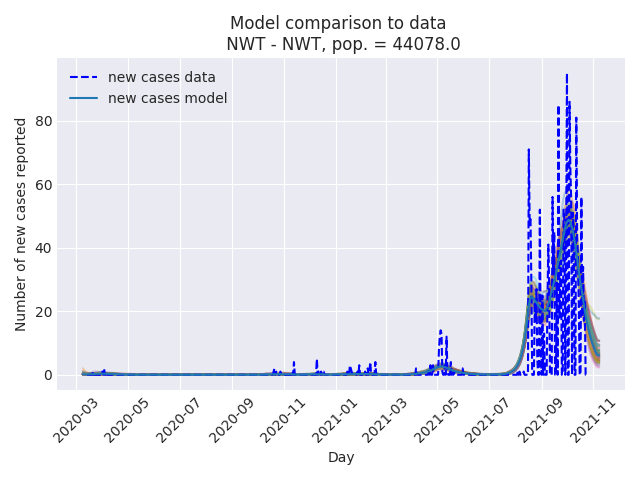 Model comparison to data
NWT - NWT, pop. = 44078.0
new cases data
new cases model
Number of new cases reported
80
60
40
20
0
2020-03
2020-05
2020-07
2020-09
2020-11
2021-01
2021-03
2021-05
2021-07
2021-09
2021-11
Day